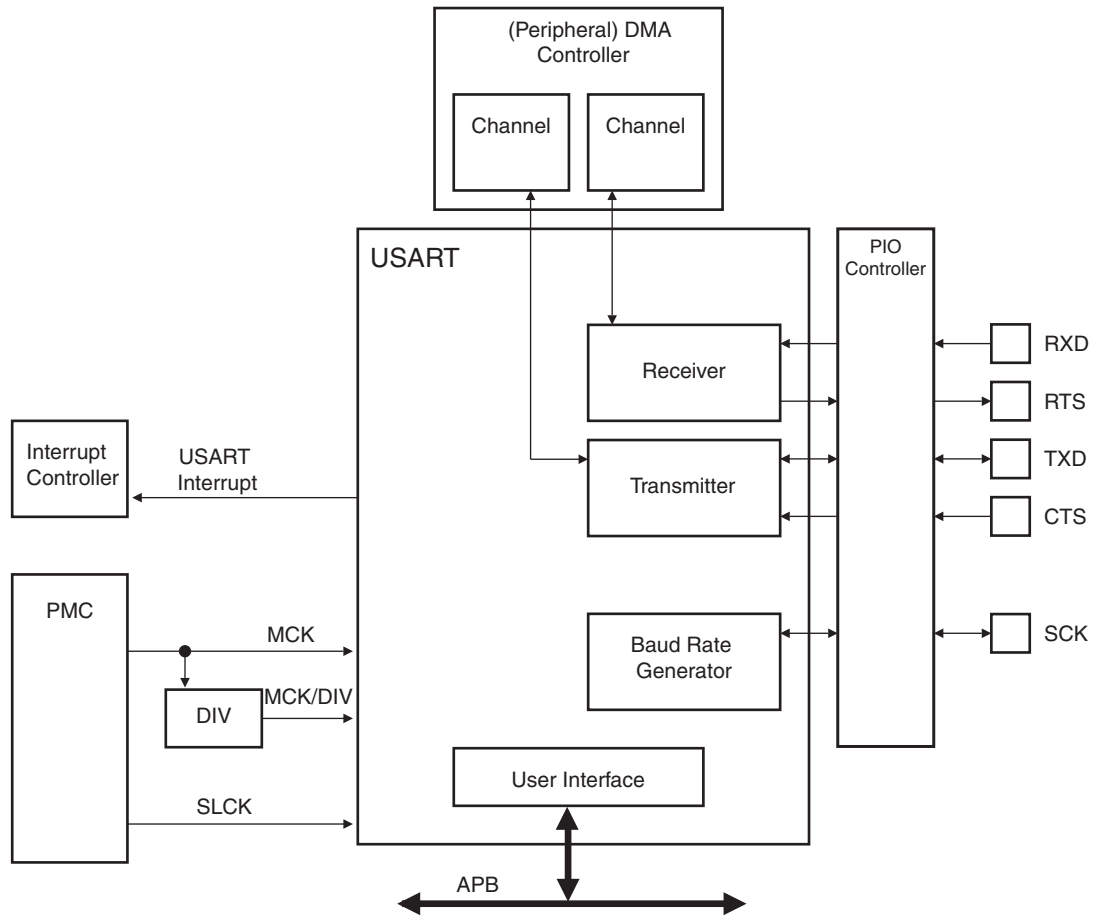 (Peripheral) DMA
Controller
Channel
Channel
USART
PIO
Controller
Receiver
RXD
RTS
Interrupt
Controller
USART
Interrupt
Transmitter
TXD
CTS
PMC
MCK
DIV
MCK/DIV
SLCK
Baud Rate
Generator
SCK
User Interface
APB